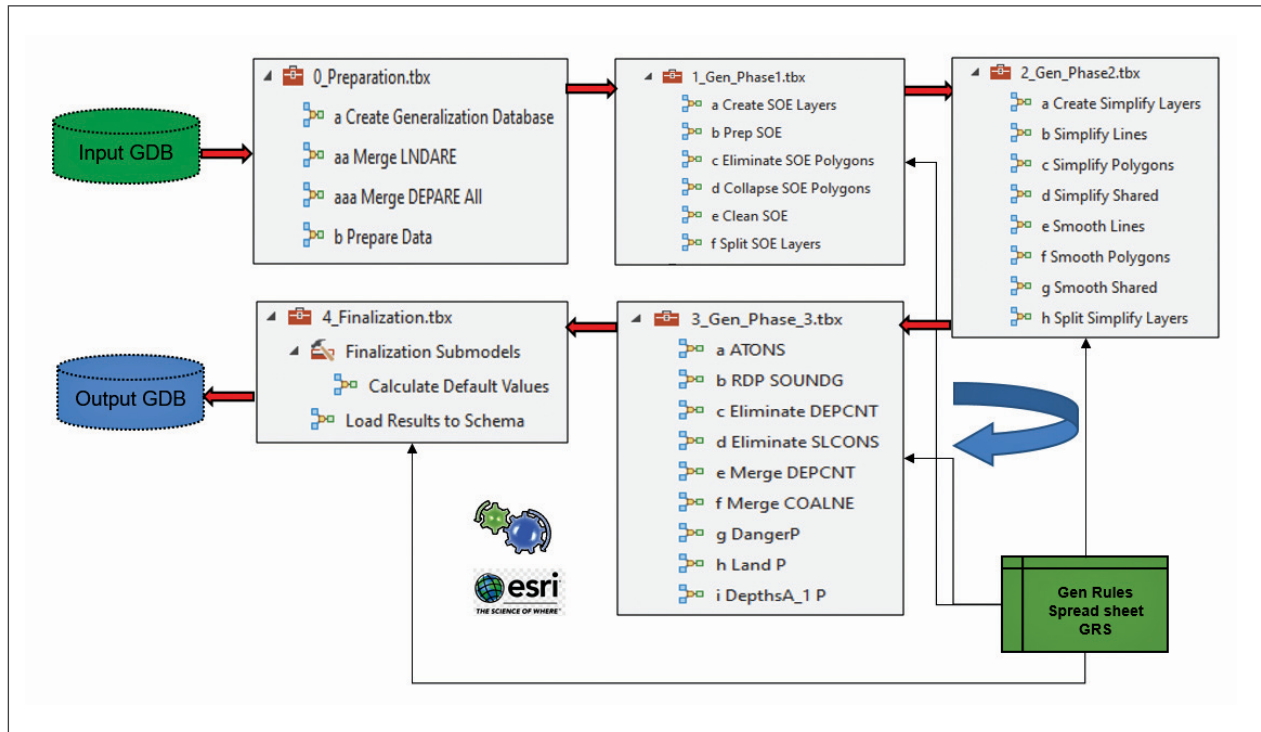 Input GDB
0_Preparation.tbx
a Create Generalization Database
aa Merge LNDARE
aaa Merge DEPARE All
b Prepare Data
1_Gen_Phase1.tbx
a Create SOE Layers
b Prep SOE
c Eliminate SOE Polygons
d Collapse SOE Polygons
e Clean SOE
f Split SOE Layers
2_Gen_Phase2.tbx
a Create Simplify Layers
b Simplify Lines
c Simplify Polygons
d Simplify Shared
e Smooth Lines
f Smooth Polygons
g Smooth Shared
h Split Simplify Layers
3_Gen_Phase_3.tbx
a ATONS
b RDP SOUNDG
c Eliminate DEPCNT
d Eliminate SLCONS
e Merge DEPCNT
f Merge COALNE
g DangerP
h Land P
i DepthsA_1 P
4_Finalization.tbx
Finalization Submodels
Calculate Default Values
Load Results to Schema
Output GDB
esri
THE SCIENCE OF WHERE
Gen Rules
Spread sheet
GRS